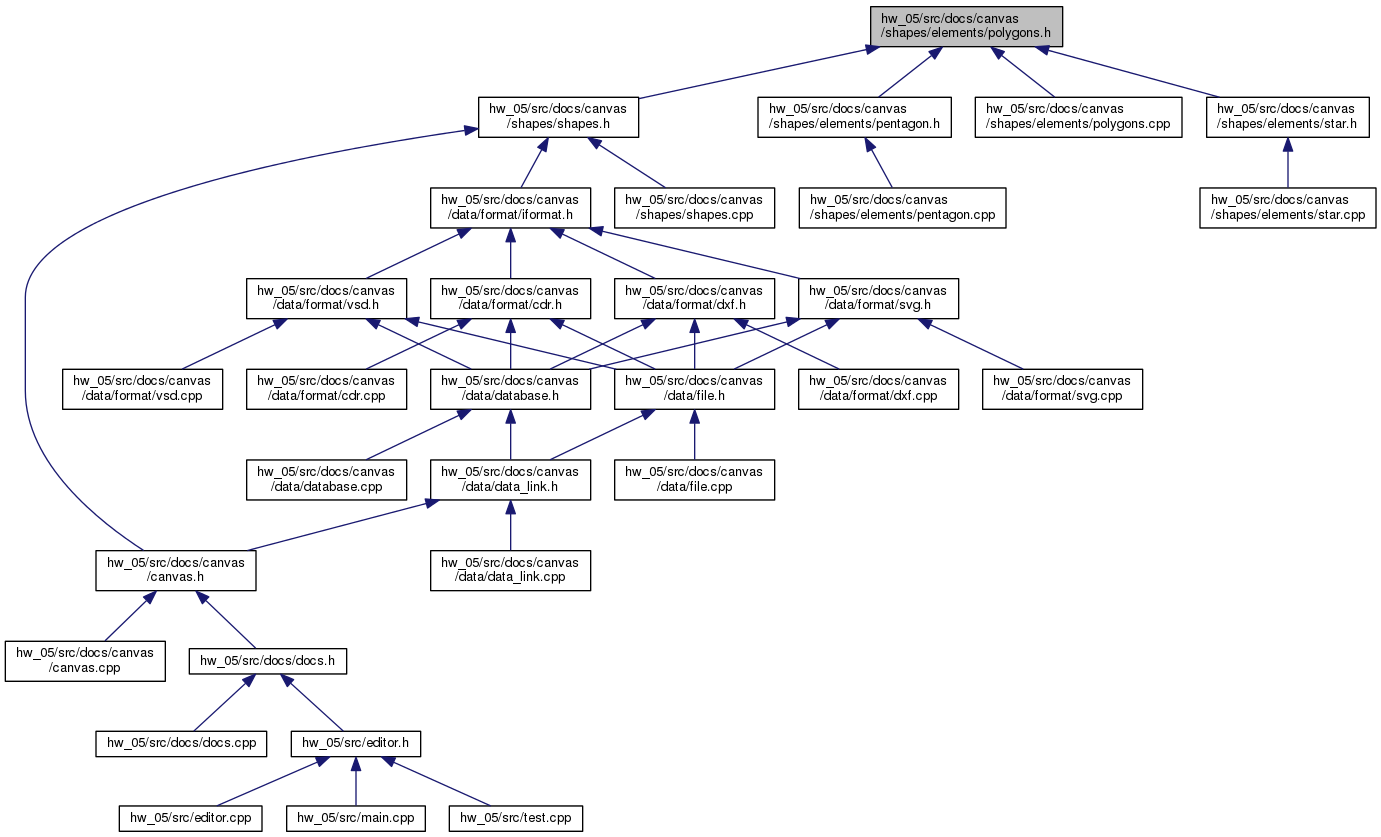 hw_05/src/docs/canvas
/shapes/elements/polygons.h
hw_05/src/docs/canvas
/shapes/shapes.h
hw_05/src/docs/canvas
/shapes/elements/pentagon.h
hw_05/src/docs/canvas
/shapes/elements/polygons.cpp
hw_05/src/docs/canvas
/shapes/elements/star.h
hw_05/src/docs/canvas
/data/format/iformat.h
hw_05/src/docs/canvas
/shapes/shapes.cpp
hw_05/src/docs/canvas
/shapes/elements/pentagon.cpp
hw_05/src/docs/canvas
/shapes/elements/star.cpp
hw_05/src/docs/canvas
/data/format/vsd.h
hw_05/src/docs/canvas
/data/format/cdr.h
hw_05/src/docs/canvas
/data/format/dxf.h
hw_05/src/docs/canvas
/data/format/svg.h
hw_05/src/docs/canvas
/data/format/vsd.cpp
hw_05/src/docs/canvas
/data/format/cdr.cpp
hw_05/src/docs/canvas
/data/database.h
hw_05/src/docs/canvas
/data/file.h
hw_05/src/docs/canvas
/data/format/dxf.cpp
hw_05/src/docs/canvas
/data/format/svg.cpp
hw_05/src/docs/canvas
/data/database.cpp
hw_05/src/docs/canvas
/data/data_link.h
hw_05/src/docs/canvas
/data/file.cpp
hw_05/src/docs/canvas
/canvas.h
hw_05/src/docs/canvas
/data/data_link.cpp
hw_05/src/docs/canvas
/canvas.cpp
hw_05/src/docs/docs.h
hw_05/src/docs/docs.cpp
hw_05/src/editor.h
hw_05/src/editor.cpp
hw_05/src/main.cpp
hw_05/src/test.cpp